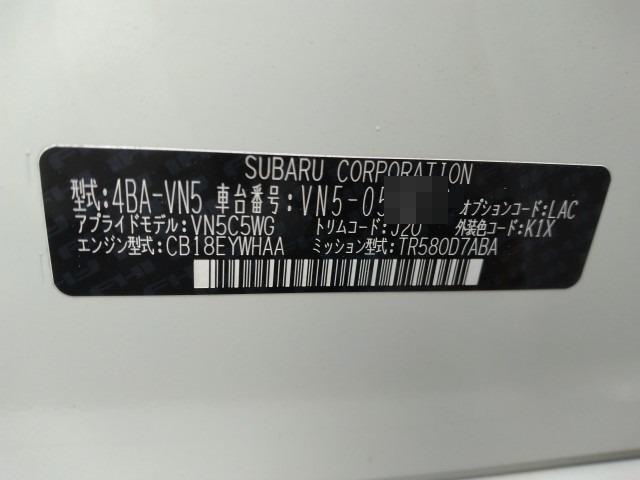 SUBARU CORPORATION
型式:4BA-VN5 車台番号:VN5-05 オプションコード:LAC
アプライドモデル:VN5C5WG トリムコード:J20 外装色コード:K1X
エンジン型式:CB18EYWHAA ミッション型式:TR580D7ABA